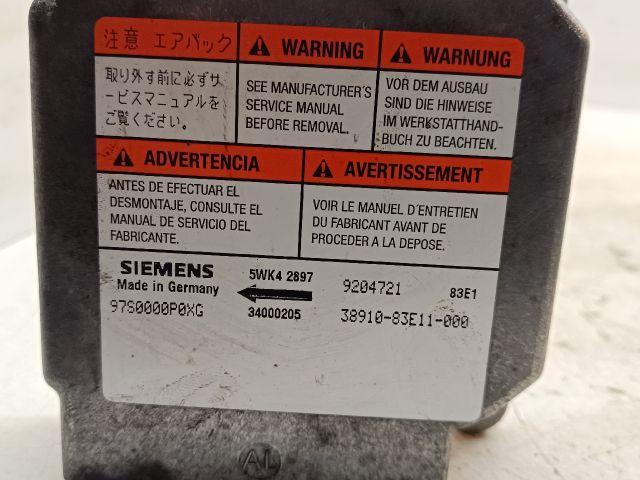 注意 エアバック
取り外す前に必ずサ
ービスマニュアルを
ご覧ください。
WARNING
SEE MANUFACTURER'S
SERVICE MANUAL
BEFORE REMOVAL.
WARNUNG
VOR DEM AUSBAU
SIND DIE HINWEISE
IM WERKSTATTHAND-
BUCH ZU BEACHTEN.
ADVERTENCIA
ANTES DE EFECTUAR EL
DESMONTAJE, CONSULTE EL
MANUAL DE SERVICIO DEL
FABRICANTE.
AVERTISSEMENT
VOIR LE MANUEL D'ENTRETIEN
DU FABRICANT AVANT DE
PROCEDER A LA DEPOSE.
SIEMENS
Made in Germany
97S0000P0XG
5WK4 2897
34000205
9204721
83E1
38910-83E11-000
AL